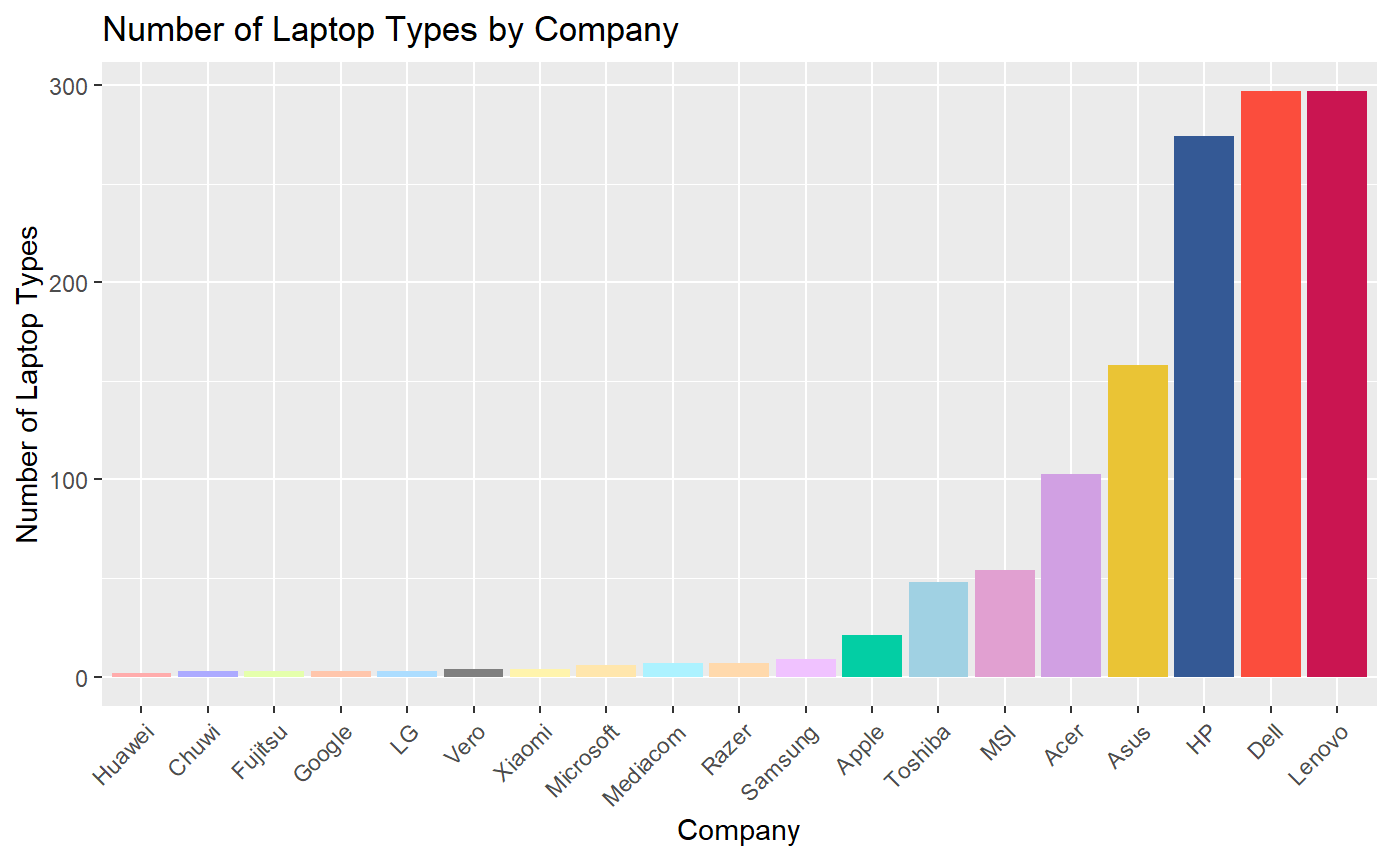 Number of Laptop Types by Company
Number of Laptop Types
300
200
100
0
Huawei
Chuwi
Fujitsu
Google
LG
Vero
Xiaomi
Microsoft
Mediacom
Razer
Samsung
Apple
Toshiba
MSI
Acer
Asus
HP
Dell
Lenovo
Company